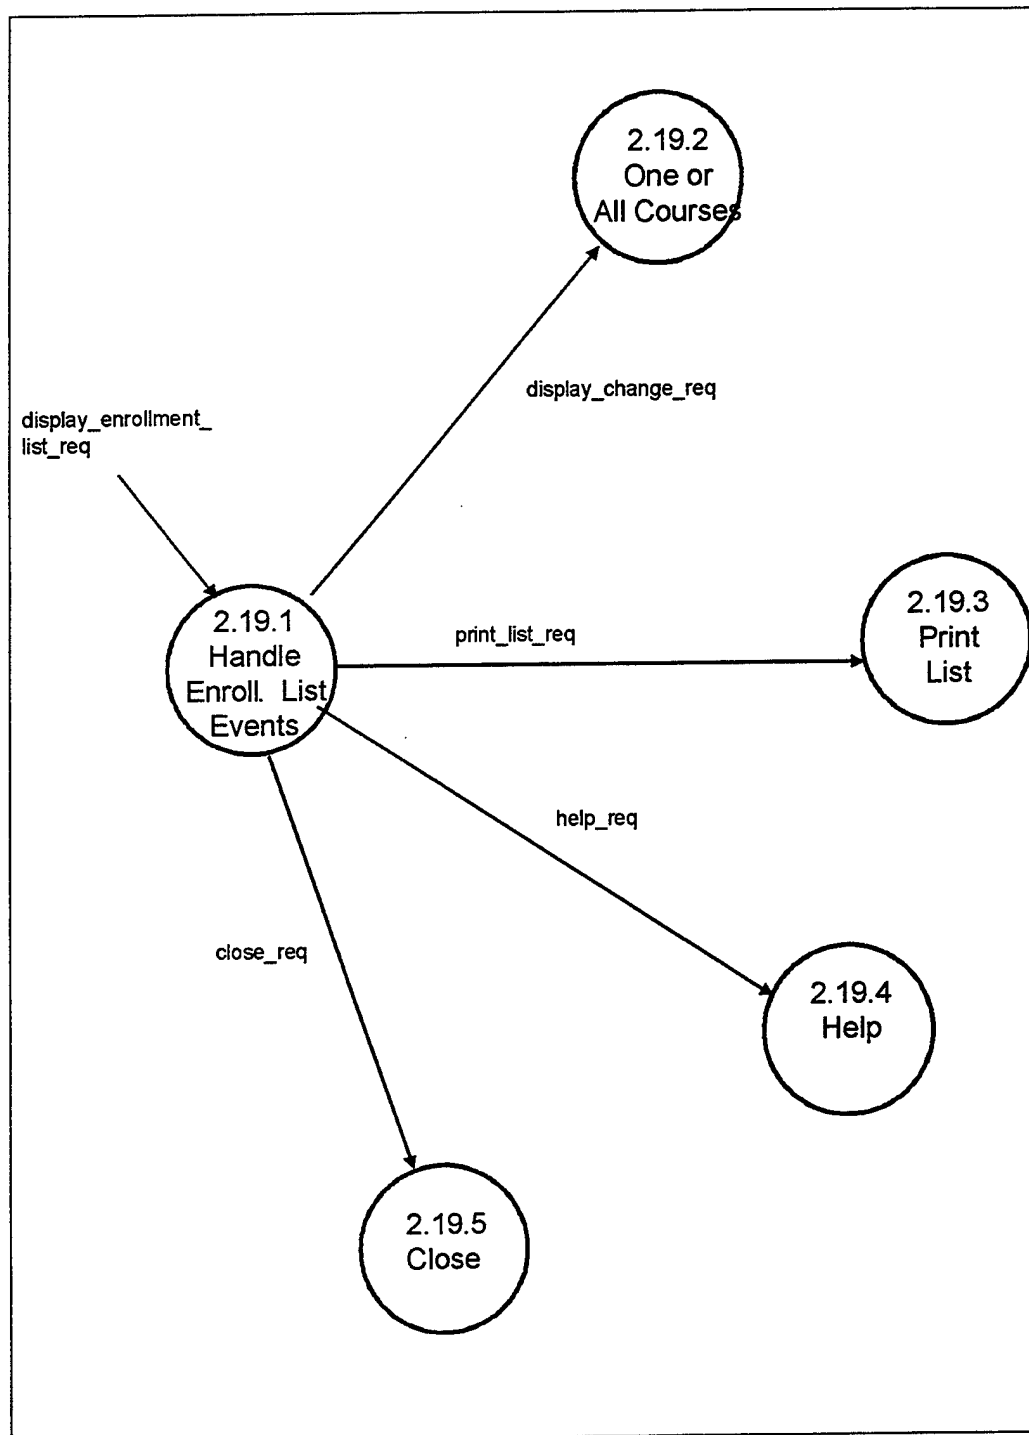 2.19.2
One or
All Courses
display_change_req
display_enrollment_
list_req
2.19.1
Handle
Enroll. List
Events
print_list_req
2.19.3
Print
List
help_req
close_req
2.19.4
Help
2.19.5
Close